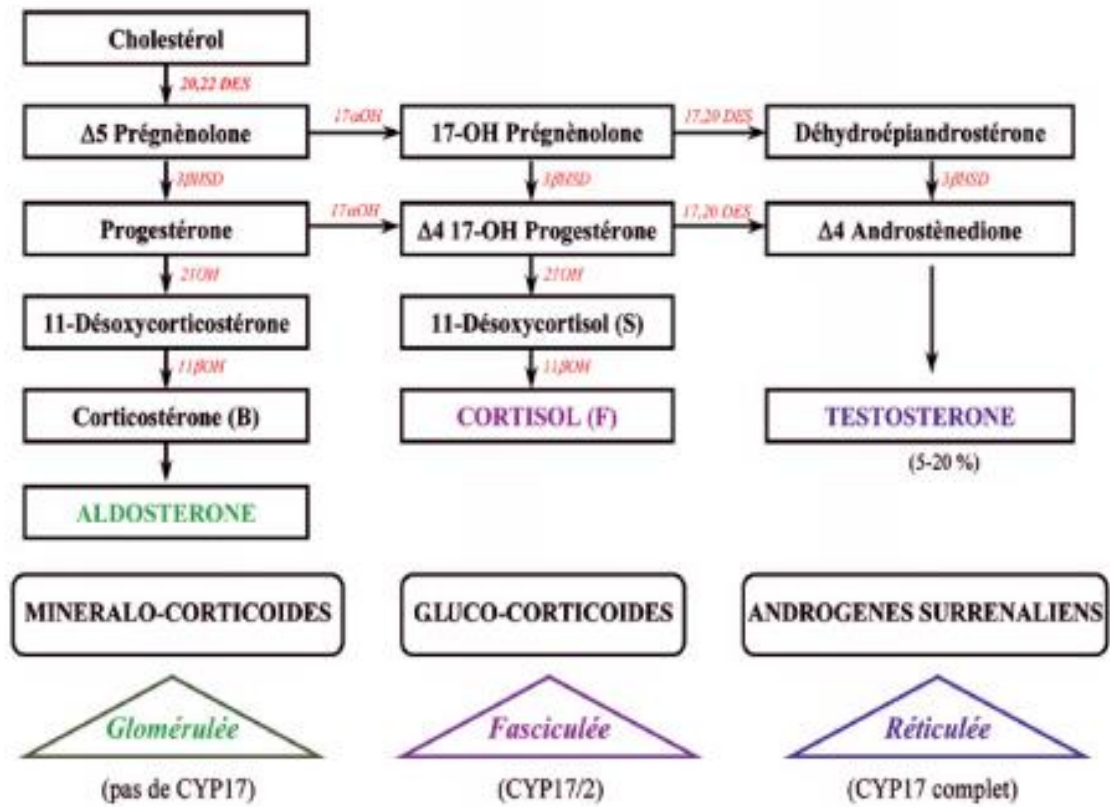 Cholestérol
20,22 DES
Δ5 Prégnènolone
17αOH
17-OH Prégnènolone
17,20 DES
Déhydroépiandrostérone
3βHSD
3βHSD
3βHSD
Progestérone
17αOH
Δ4 17-OH Progestérone
17,20 DES
Δ4 Androstènedione
21OH
21OH
11-Désoxycorticostérone
11-Désoxycortisol (S)
11βOH
11βOH
Corticostérone (B)
CORTISOL (F)
TESTOSTERONE
(5-20 %)
ALDOSTERONE
MINERALO-CORTICOIDES
GLUCO-CORTICOIDES
ANDROGENES SURRENALIENS
Glomérulée
Fasciculée
Réticulée
(pas de CYP17)
(CYP17/2)
(CYP17 complet)